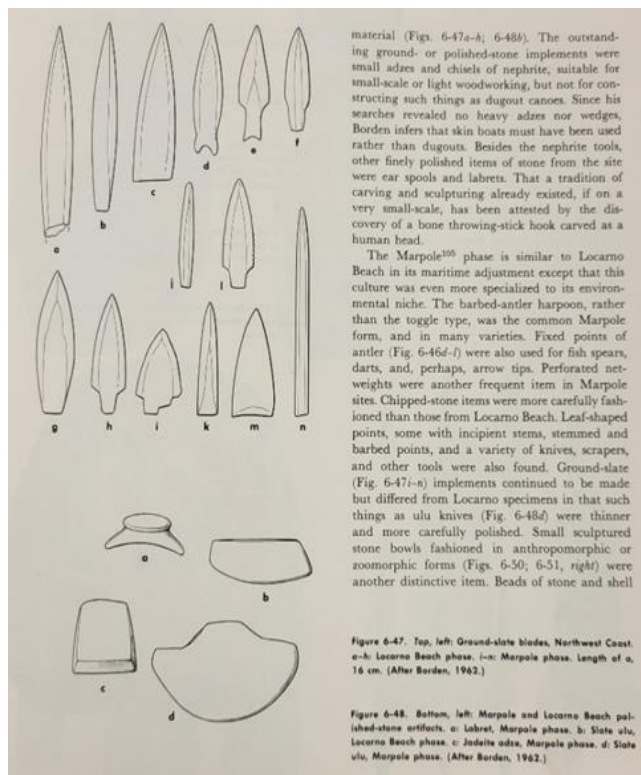 a
b
c
d
e
f
j
l
g
h
i
k
m
n
a
b
c
d
material (Figs. 6-47a-h; 6-48b). The outstand-
ing ground- or polished-stone implements were
small adzes and chisels of nephrite, suitable for
small-scale or light woodworking, but not for con-
structing such things as dugout canoes. Since his
searches revealed no heavy adzes nor wedges,
Borden infers that skin boats must have been used
rather than dugouts. Besides the nephrite tools,
other finely polished items of stone from the site
were ear spools and labrets. That a tradition of
carving and sculpturing already existed, if on a
very small-scale, has been attested by the dis-
covery of a bone throwing-stick hook carved as a
human head.
The Marpole105 phase is similar to Locarno
Beach in its maritime adjustment except that this
culture was even more specialized to its environ-
mental niche. The barbed-antler harpoon, rather
than the toggle type, was the common Marpole
form, and in many varieties. Fixed points of
antler (Fig. 6-46d-l) were also used for fish spears,
darts, and, perhaps, arrow tips. Perforated net-
weights were another frequent item in Marpole
sites. Chipped-stone items were more carefully fash-
ioned than those from Locarno Beach. Leaf-shaped
points, some with incipient stems, stemmed and
barbed points, and a variety of knives, scrapers,
and other tools were also found. Ground-slate
(Fig. 6-47i-n) implements continued to be made
but differed from Locarno specimens in that such
things as ulu knives (Fig. 6-48d) were thinner
and more carefully polished. Small sculptured
stone bowls fashioned in anthropomorphic or
zoomorphic forms (Figs. 6-50; 6-51, right) were
another distinctive item. Beads of stone and shell
Figure 6-47. Top, left: Ground-slate blades, Northwest Coast.
a-h: Locarno Beach phase. i-n: Marpole phase. Length of a,
16 cm. (After Borden, 1962.)
Figure 6-48. Bottom, left: Marpole and Locarno Beach pol-
ished-stone artifacts. a: Labret, Marpole phase. b: Slate ulu,
Locarno Beach phase. c: Jadeite adze, Marpole phase. d: Slate
ulu, Marpole phase. (After Borden, 1962.)